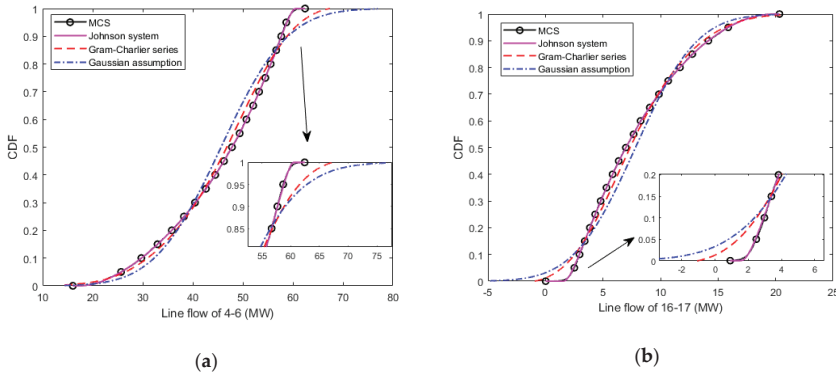 MCS
Johnson system
Gram-Charlier series
Gaussian assumption
CDF
1
0.9
0.8
0.7
0.6
0.5
0.4
0.3
0.2
0.1
0
10 20 30 40 50 60 70 80
Line flow of 4-6 (MW)
1
0.95
0.9
0.85
55 60 65 70 75
(a)
MCS
Johnson system
Gram-Charlier series
Gaussian assumption
CDF
1
0.9
0.8
0.7
0.6
0.5
0.4
0.3
0.2
0.1
0
-5 0 5 10 15 20 25
Line flow of 16-17 (MW)
0.2
0.15
0.1
0.05
0
-2 0 2 4 6
(b)